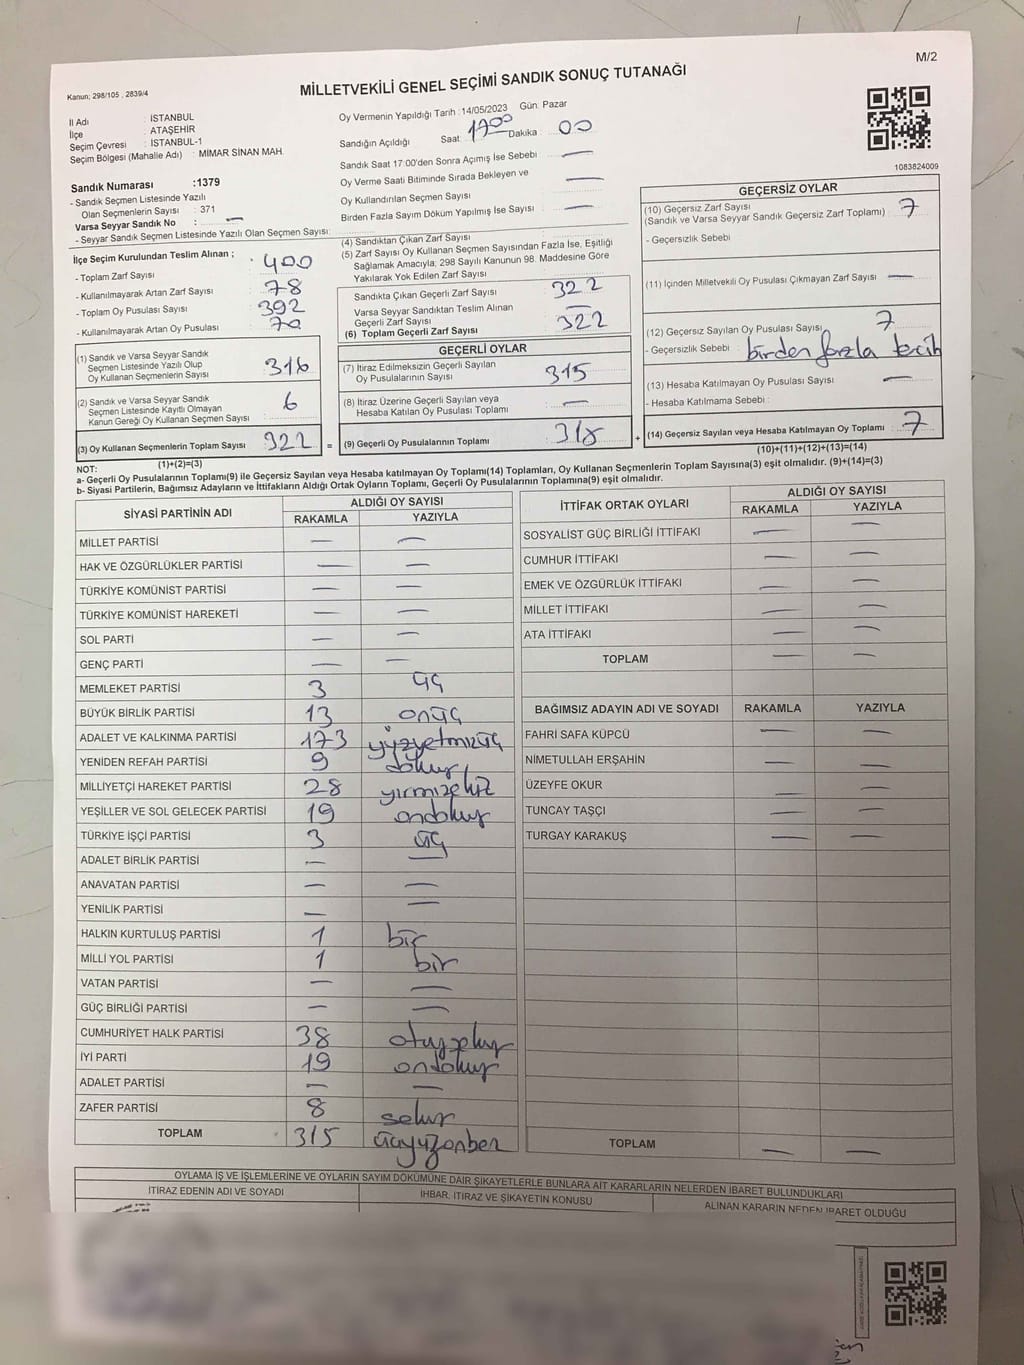 M/2
Kanun; 298/105 , 2839/4
MİLLETVEKİLİ GENEL SEÇİMİ SANDIK SONUÇ TUTANAĞI
İl Adı : İSTANBUL
İlçe : ATAŞEHİR
Seçim Çevresi : İSTANBUL-1
Seçim Bölgesi (Mahalle Adı) : MİMAR SİNAN MAH.
Sandık Numarası :1379
- Sandık Seçmen Listesinde Yazılı
Olan Seçmenlerin Sayısı : 371
Varsa Seyyar Sandık No : —
- Seyyar Sandık Seçmen Listesinde Yazılı Olan Seçmen Sayısı:
Oy Vermenin Yapıldığı Tarih :14/05/2023 Gün: Pazar
Sandığın Açıldığı Saat: 1700 Dakika : 00
Sandık Saat 17:00'den Sonra Açımış İse Sebebi —
Oy Verme Saati Bitiminde Sırada Bekleyen ve
Oy Kullandırılan Seçmen Sayısı —
Birden Fazla Sayım Döküm Yapılmış İse Sayısı —
1083824009
İlçe Seçim Kurulundan Teslim Alınan ;
- Toplam Zarf Sayısı 400
- Kullanılmayarak Artan Zarf Sayısı 78
- Toplam Oy Pusulası Sayısı 392
- Kullanılmayarak Artan Oy Pusulası 70
(1) Sandık ve Varsa Seyyar Sandık
Seçmen Listesinde Yazılı Olup
Oy Kullanan Seçmenlerin Sayısı 316
(2) Sandık ve Varsa Seyyar Sandık
Seçmen Listesinde Kayıtlı Olmayan
Kanun Gereği Oy Kullanan Seçmen Sayısı 6
(3) Oy Kullanan Seçmenlerin Toplam Sayısı 322 =
(1)+(2)=(3)
(4) Sandıktan Çıkan Zarf Sayısı
(5) Zarf Sayısı Oy Kullanan Seçmen Sayısından Fazla İse, Eşitliği
Sağlamak Amacıyla; 298 Sayılı Kanunun 98. Maddesine Göre
Yakılarak Yok Edilen Zarf Sayısı
Sandıkta Çıkan Geçerli Zarf Sayısı 322
Varsa Seyyar Sandıktan Teslim Alınan
Geçerli Zarf Sayısı —
(6) Toplam Geçerli Zarf Sayısı 322
GEÇERLİ OYLAR
(7) İtiraz Edilmeksizin Geçerli Sayılan
Oy Pusulalarının Sayısı 315
(8) İtiraz Üzerine Geçerli Sayılan veya
Hesaba Katılan Oy Pusulası Toplamı —
(9) Geçerli Oy Pusulalarının Toplamı +
GEÇERSİZ OYLAR
(10) Geçersiz Zarf Sayısı 7
(Sandık ve Varsa Seyyar Sandık Geçersiz Zarf Toplamı)
- Geçersizlik Sebebi
(11) İçinden Milletvekili Oy Pusulası Çıkmayan Zarf Sayısı —
(12) Geçersiz Sayılan Oy Pusulası Sayısı 7
- Geçersizlik Sebebi : birden fazla tecih
(13) Hesaba Katılmayan Oy Pusulası Sayısı —
- Hesaba Katılmama Sebebi :
(14) Geçersiz Sayılan veya Hesaba Katılmayan Oy Toplamı 7
(10)+(11)+(12)+(13)=(14)
NOT:
a- Geçerli Oy Pusulalarının Toplamı(9) ile Geçersiz Sayılan veya Hesaba katılmayan Oy Toplamı(14) Toplamları, Oy Kullanan Seçmenlerin Toplam Sayısına(3) eşit olmalıdır. (9)+(14)=(3)
b- Siyasi Partilerin, Bağımsız Adayların ve İttifakların Aldığı Ortak Oyların Toplamı, Geçerli Oy Pusulalarının Toplamına(9) eşit olmalıdır.
SİYASİ PARTİNİN ADI ALDIĞI OY SAYISI
RAKAMLA YAZIYLA
MİLLET PARTİSİ — —
HAK VE ÖZGÜRLÜKLER PARTİSİ — —
TÜRKİYE KOMÜNİST PARTİSİ — —
TÜRKİYE KOMÜNİST HAREKETİ — —
SOL PARTİ — —
GENÇ PARTİ — —
MEMLEKET PARTİSİ 3 üç
BÜYÜK BİRLİK PARTİSİ 13 onüç
ADALET VE KALKINMA PARTİSİ 173 yüzyetmizüç
YENİDEN REFAH PARTİSİ 9 dokuz
MİLLİYETÇİ HAREKET PARTİSİ 28 yirmizekiz
YEŞİLLER VE SOL GELECEK PARTİSİ 19 ondokuz
TÜRKİYE İŞÇİ PARTİSİ 3 üç
ADALET BİRLİK PARTİSİ — —
ANAVATAN PARTİSİ — —
YENİLİK PARTİSİ — —
HALKIN KURTULUŞ PARTİSİ 1 bir
MİLLİ YOL PARTİSİ 1 bir
VATAN PARTİSİ — —
GÜÇ BİRLİĞİ PARTİSİ — —
CUMHURİYET HALK PARTİSİ 38
İYİ PARTİ 19 ondokuz
ADALET PARTİSİ — —
ZAFER PARTİSİ 8 sekiz
TOPLAM 315
İTTİFAK ORTAK OYLARI ALDIĞI OY SAYISI
RAKAMLA YAZIYLA
SOSYALİST GÜÇ BİRLİĞİ İTTİFAKI — —
CUMHUR İTTİFAKI — —
EMEK VE ÖZGÜRLÜK İTTİFAKI — —
MİLLET İTTİFAKI — —
ATA İTTİFAKI — —
TOPLAM — —
BAĞIMSIZ ADAYIN ADI VE SOYADI RAKAMLA YAZIYLA
FAHRİ SAFA KÜPCÜ — —
NİMETULLAH ERŞAHİN — —
ÜZEYFE OKUR — —
TUNCAY TAŞÇI — —
TURGAY KARAKUŞ — —
TOPLAM — —
OYLAMA İŞ VE İŞLEMLERİNE VE OYLARIN SAYIM DÖKÜMÜNE DAİR ŞİKAYETLERLE BUNLARA AİT KARARLARIN NELERDEN İBARET BULUNDUKLARI
İTİRAZ EDENİN ADI VE SOYADI İHBAR, İTİRAZ VE ŞİKAYETİN KONUSU ALINAN KARARIN NEDEN İBARET OLDUĞU